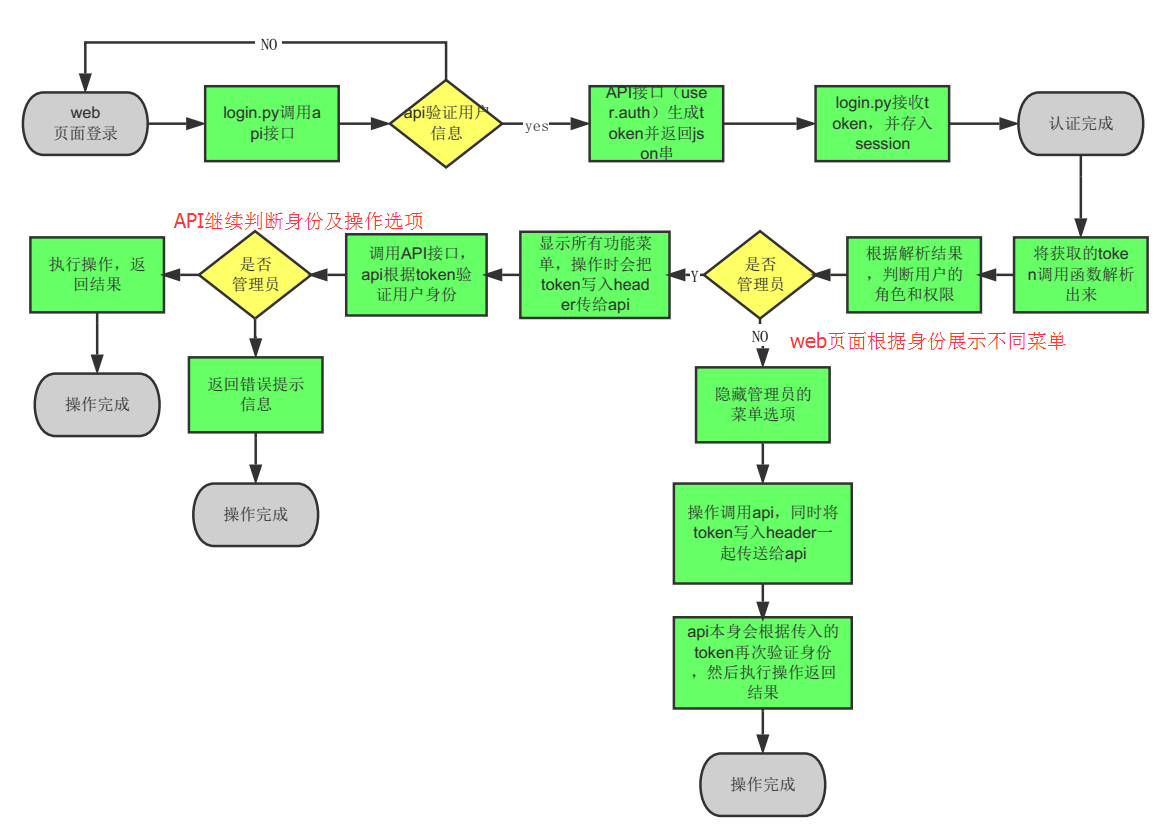 NO
web
页面登录
login.py调用a
pi接口
api验证用户
信息
yes
API接口（use
r.auth）生成t
oken并返回js
on串
login.py接收t
oken，并存入
session
认证完成
API继续判断身份及操作选项
执行操作，返
回结果
是否
管理员
调用API接口，
api根据token验
证用户身份
显示所有功能菜
单，操作时会把
token写入head
er传给api
Y
是否
管理员
根据解析结果
，判断用户的
角色和权限
将获取的toke
n调用函数解析
出来
NO
web页面根据身份展示不同菜单
操作完成
返回错误提示
信息
操作完成
隐藏管理员的
菜单选项
操作调用api，同时将
token写入header一
起传送给api
api本身会根据传入的
token再次验证身份
，然后执行操作返回
结果
操作完成